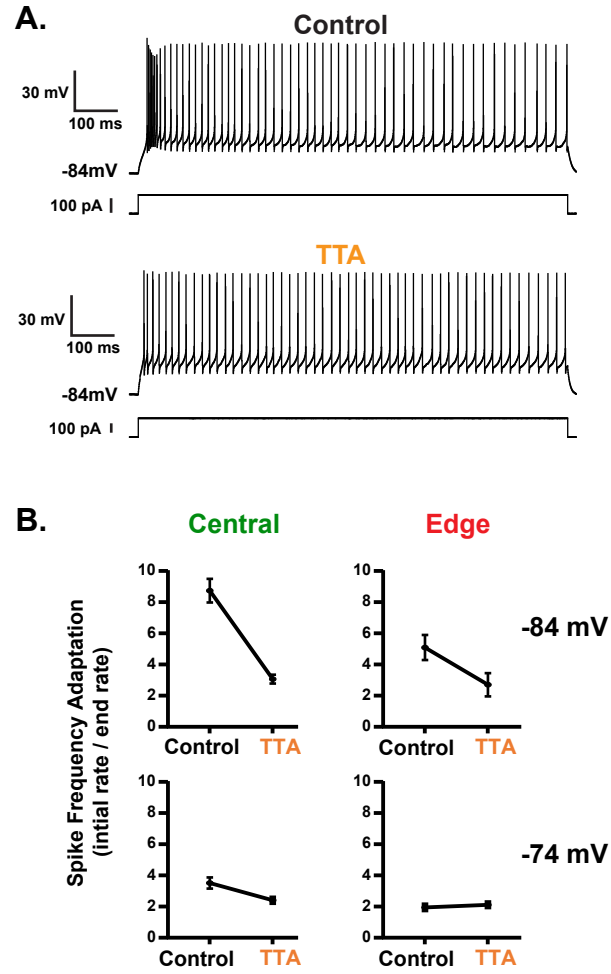 A.
Control
30 mV
100 ms
-84mV
100 pA
TTA
30 mV
100 ms
-84mV
100 pA
B.
Central
Edge
Spike Frequency Adaptation
(intial rate / end rate)
10
8
6
4
2
0
Control TTA
10
8
6
4
2
0
Control TTA
-84 mV
10
8
6
4
2
0
Control TTA
10
8
6
4
2
0
Control TTA
-74 mV